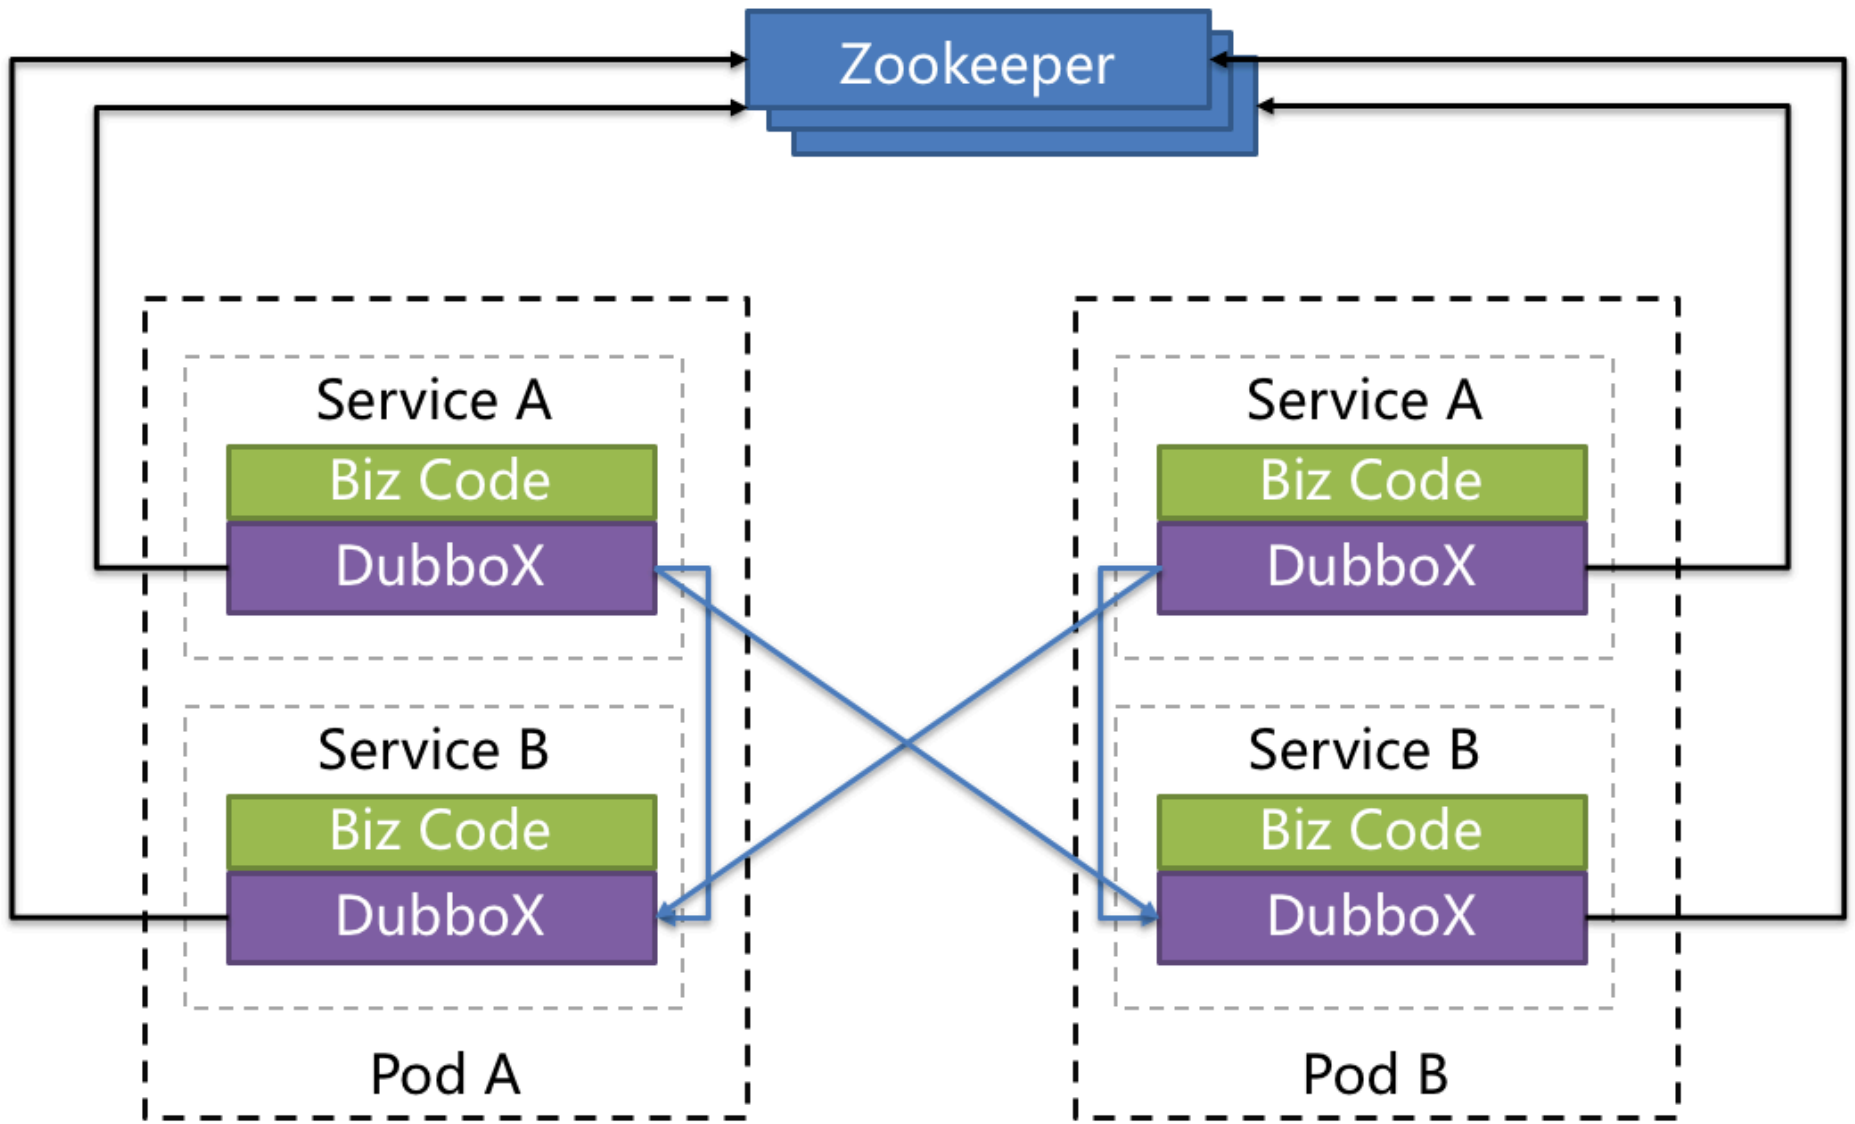 Zookeeper
Service A
Biz Code
DubboX
Service B
Biz Code
DubboX
Pod A
Service A
Biz Code
DubboX
Service B
Biz Code
DubboX
Pod B